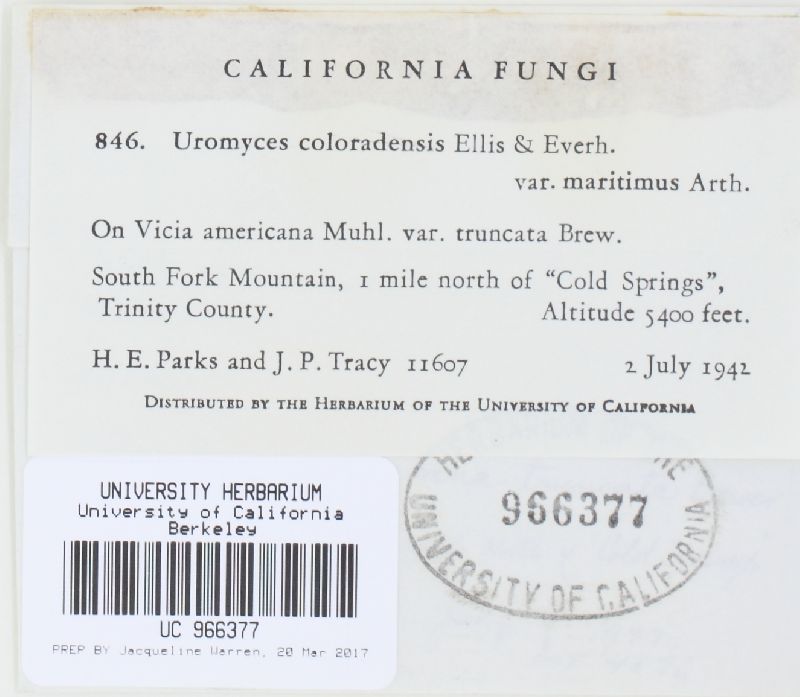 CALIFORNIA FUNGI
846. Uromyces coloradensis Ellis & Everh.
var. maritimus Arth.
On Vicia americana Muhl. var. truncata Brew.
South Fork Mountain, 1 mile north of “Cold Springs”,
Trinity County. Altitude 5400 feet.
H. E. Parks and J. P. Tracy 11607 2 July 1942
Distributed by the Herbarium of the University of California
UNIVERSITY HERBARIUM
University of California
Berkeley
UC 966377
PREP BY Jacqueline Warren, 20 Mar 2017
966377
UNIVERSITY OF CALIFORNIA